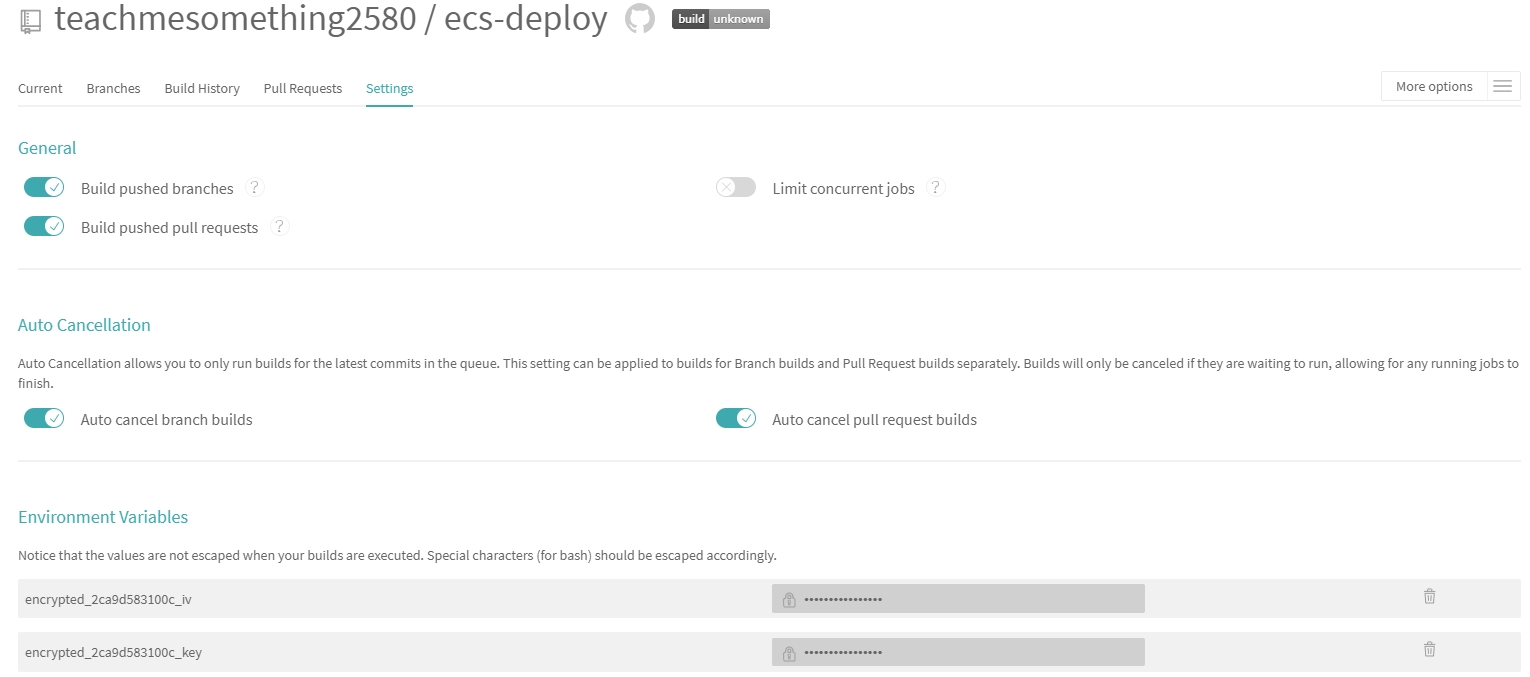 teachmesomething2580 / ecs-deploy build unknown
Current Branches Build History Pull Requests Settings More options
General
Build pushed branches ? Limit concurrent jobs ?
Build pushed pull requests ?
Auto Cancellation
Auto Cancellation allows you to only run builds for the latest commits in the queue. This setting can be applied to builds for Branch builds and Pull Request builds separately. Builds will only be canceled if they are waiting to run, allowing for any running jobs to
finish.
Auto cancel branch builds Auto cancel pull request builds
Environment Variables
Notice that the values are not escaped when your builds are executed. Special characters (for bash) should be escaped accordingly.
encrypted_2ca9d583100c_iv ••••••••••••••••
encrypted_2ca9d583100c_key ••••••••••••••••